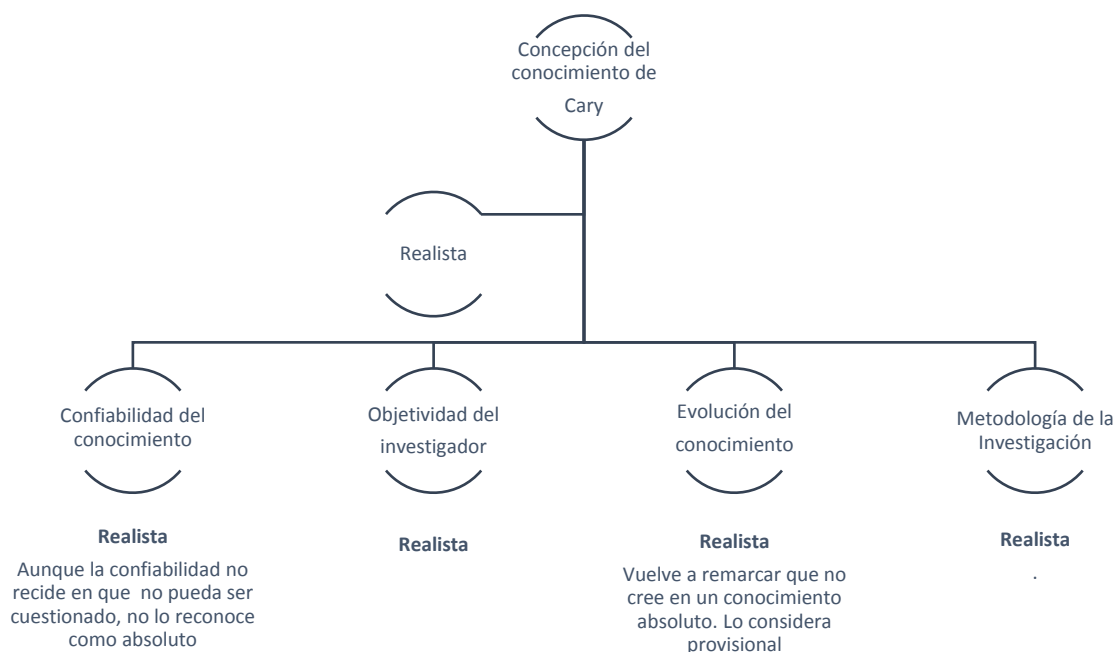 Concepción del
conocimiento de
Cary
Realista
Confiabilidad del
conocimiento
Objetividad del
investigador
Evolución del
conocimiento
Metodología de la
Investigación
Realista
Aunque la confiabilidad no
recide en que no pueda ser
cuestionado, no lo reconoce
como absoluto
Realista
Realista
Vuelve a remarcar que no
cree en un conocimiento
absoluto. Lo considera
provisional
Realista
.